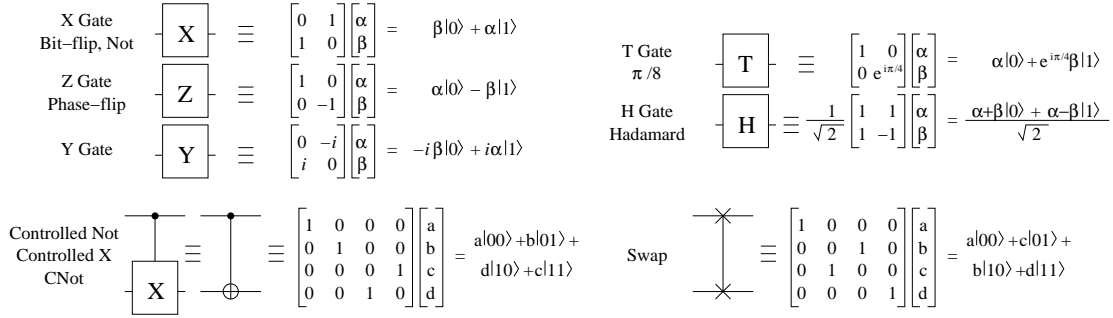 X Gate
Bit−flip, Not
X ≡ [0 1; 1 0] [α; β] = β|0⟩ + α|1⟩
Z Gate
Phase−flip
Z ≡ [1 0; 0 −1] [α; β] = α|0⟩ − β|1⟩
Y Gate
Y ≡ [0 −i; i 0] [α; β] = −iβ|0⟩ + iα|1⟩
T Gate
π /8
T ≡ [1 0; 0 e^{iπ/4}] [α; β] = α|0⟩ + e^{iπ/4}β|1⟩
H Gate
Hadamard
H ≡ 1/√2 [1 1; 1 −1] [α; β] = α+β|0⟩ + α−β|1⟩ / √2
Controlled Not
Controlled X
CNot
X ≡ ≡
1 0 0 0 a
0 1 0 0 b
0 0 0 1 c
0 0 1 0 d
= a|00⟩ +b|01⟩ +
d|10⟩ +c|11⟩
Swap
≡
1 0 0 0 a
0 0 1 0 b
0 1 0 0 c
0 0 0 1 d
= a|00⟩ +c|01⟩ +
b|10⟩ +d|11⟩